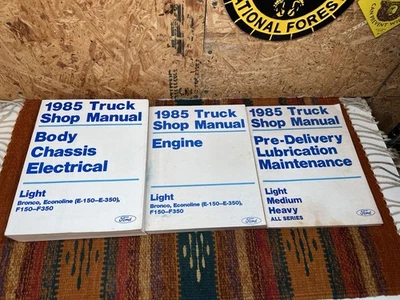 NATIONAL FOREST
1985 Truck
Shop Manual
Body
Chassis
Electrical
Light
Bronco, Econoline (E-150–E-350),
F150–F350
Ford
1985 Truck
Shop Manual
Engine
Light
Bronco, Econoline (E-150–E-350),
F150–F350
Ford
1985 Truck
Shop Manual
Pre-Delivery
Lubrication
Maintenance
Light
Medium
Heavy
ALL SERIES
Ford